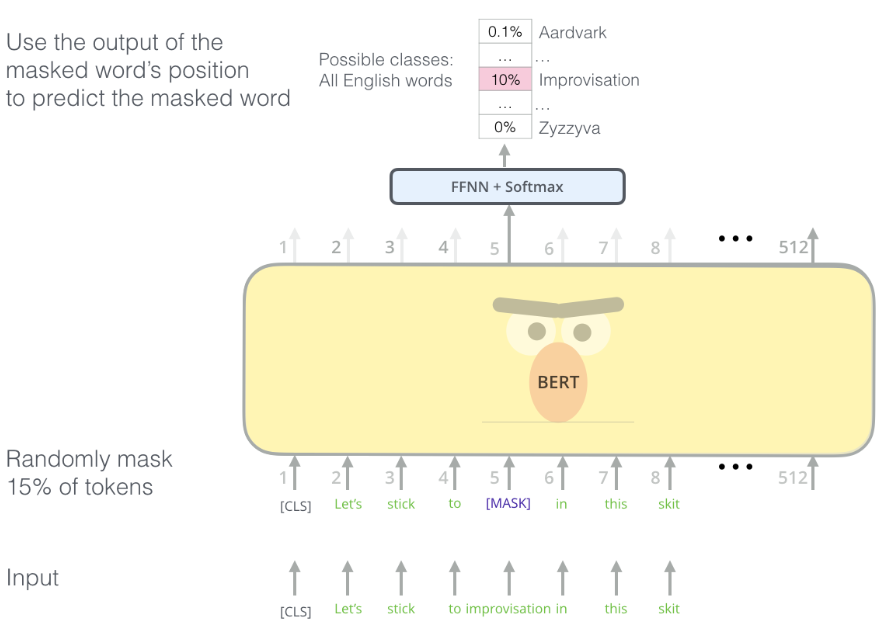 Use the output of the
masked word's position
to predict the masked word
Possible classes:
All English words
0.1% Aardvark
... ...
10% Improvisation
... ...
0% Zyzzyva
FFNN + Softmax
1 2 3 4 5 6 7 8 ••• 512
BERT
Randomly mask
15% of tokens
1 2 3 4 5 6 7 8 ••• 512
[CLS] Let's stick to [MASK] in this skit
Input
[CLS] Let's stick to improvisation in this skit